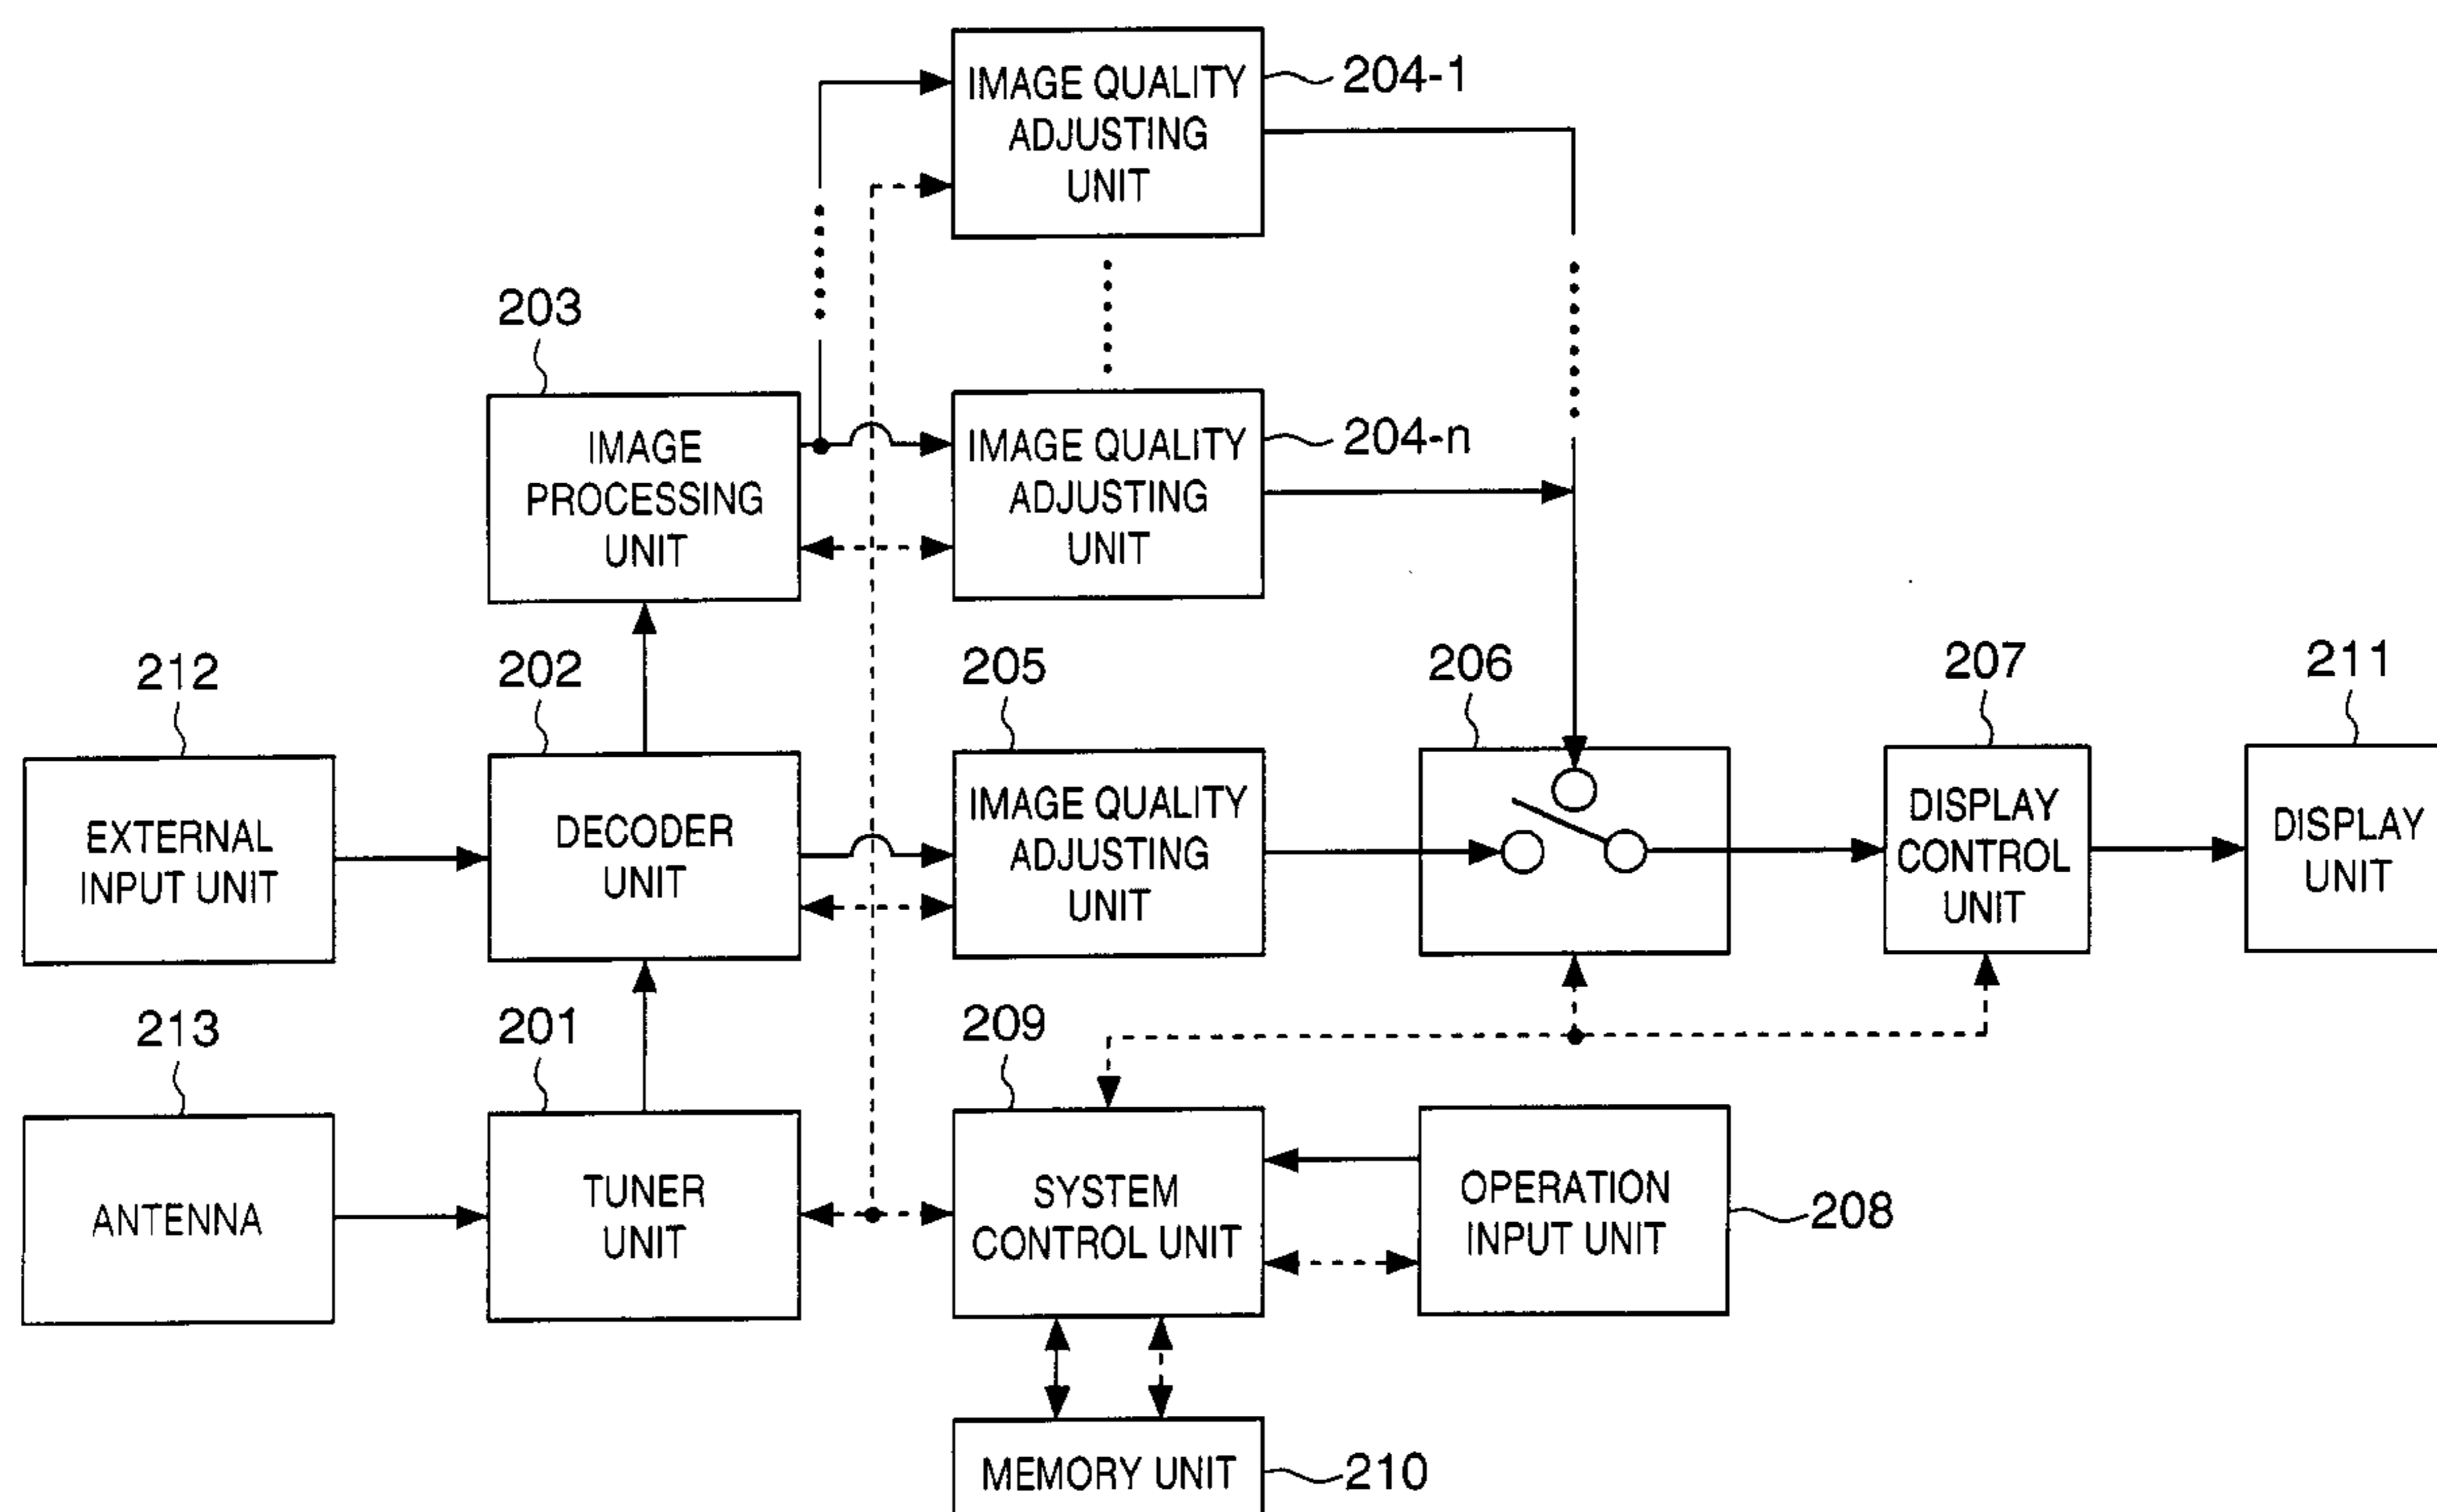 IMAGE QUALITY
ADJUSTING
UNIT
204-1
203
IMAGE
PROCESSING
UNIT
IMAGE QUALITY
ADJUSTING
UNIT
204-n
212
EXTERNAL
INPUT UNIT
202
DECODER
UNIT
205
IMAGE QUALITY
ADJUSTING
UNIT
206
207
DISPLAY
CONTROL
UNIT
211
DISPLAY
UNIT
213
ANTENNA
201
TUNER
UNIT
209
SYSTEM
CONTROL UNIT
OPERATION
INPUT UNIT
208
MEMORY UNIT
210